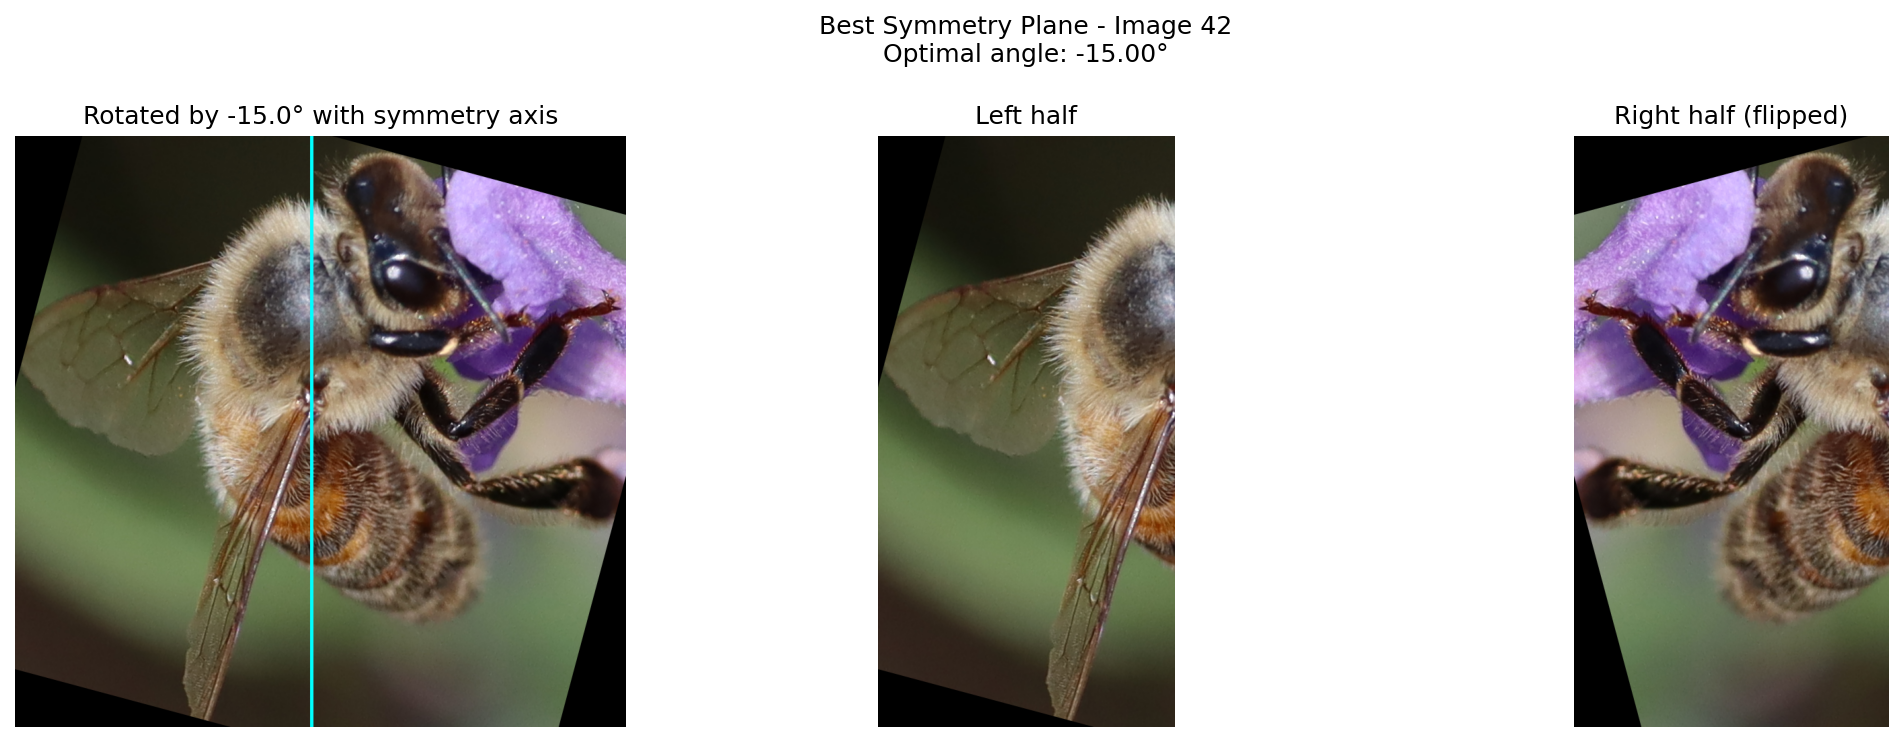 Best Symmetry Plane - Image 42
Optimal angle: -15.00°
Rotated by -15.0° with symmetry axis
Left half
Right half (flipped)